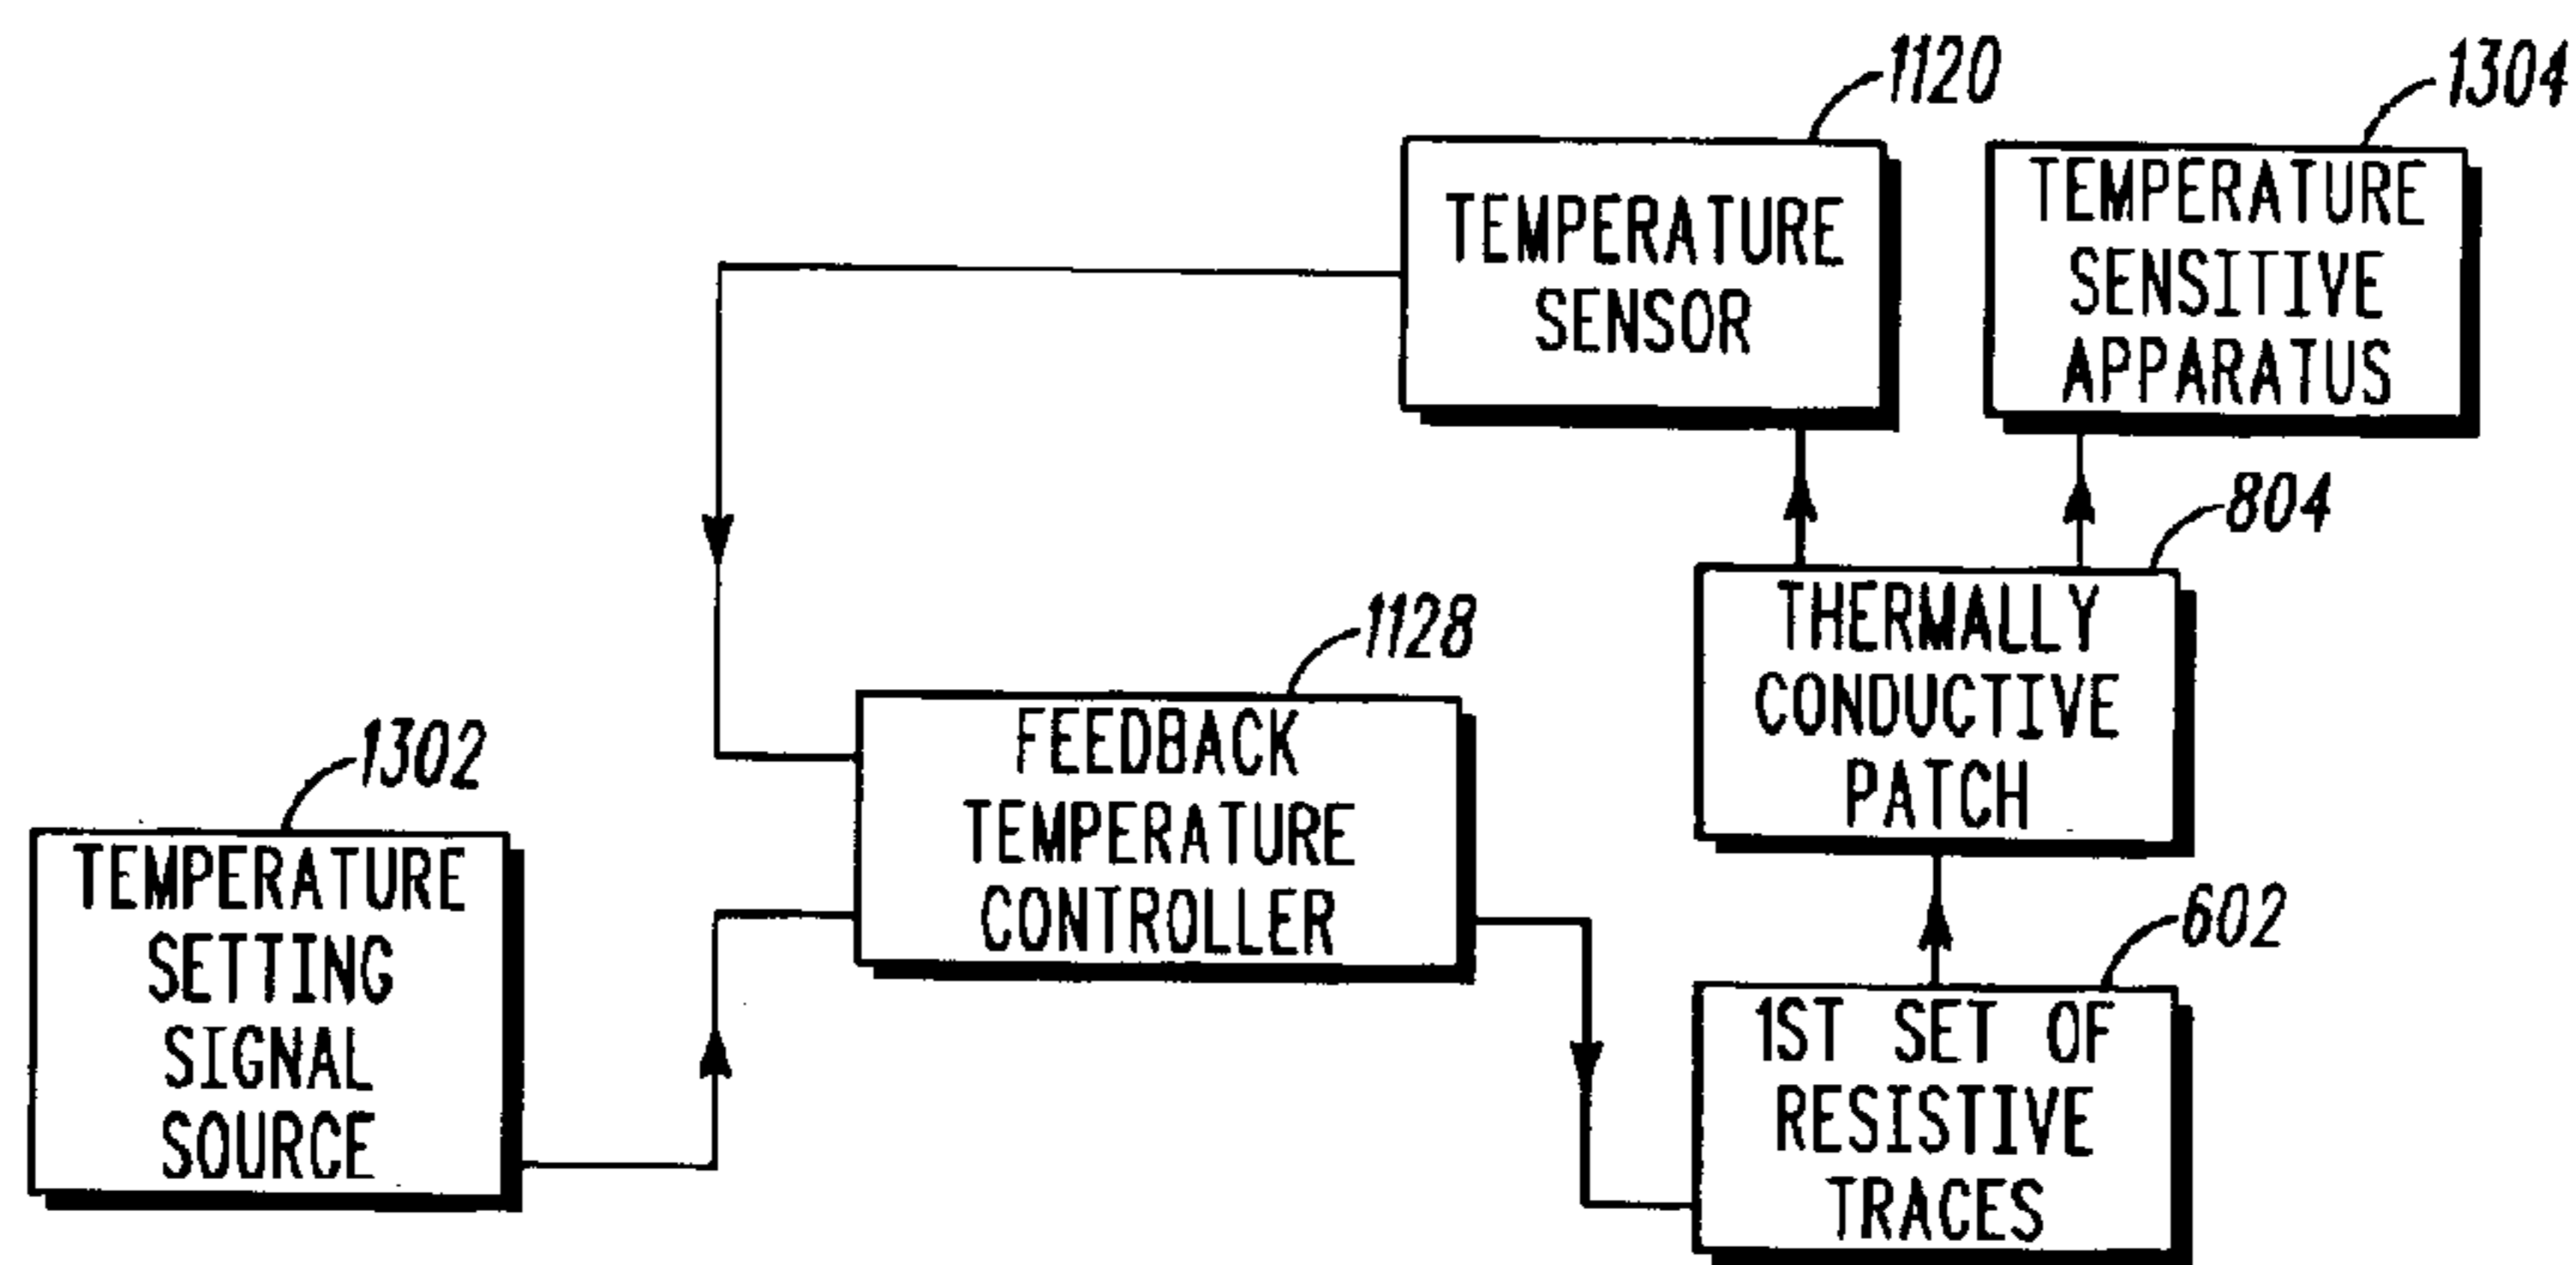 1120
TEMPERATURE
SENSOR
1304
TEMPERATURE
SENSITIVE
APPARATUS
804
THERMALLY
CONDUCTIVE
PATCH
1128
FEEDBACK
TEMPERATURE
CONTROLLER
1302
TEMPERATURE
SETTING
SIGNAL
SOURCE
602
1ST SET OF
RESISTIVE
TRACES